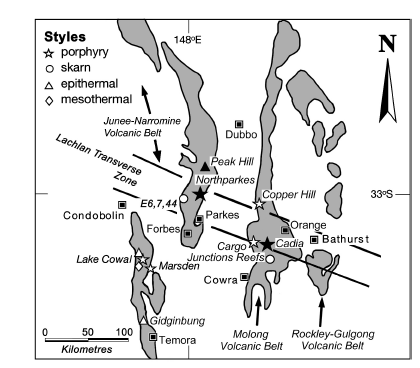 Styles
porphyry
skarn
epithermal
mesothermal
148ºE
N
Junee-Narromine
Volcanic Belt
Dubbo
Lachlan Transverse
Zone
Peak Hill
Northparkes
E6,7,44
Copper Hill
33ºS
Condobolin
Parkes
Forbes
Orange
Bathurst
Cargo
Cadia
Junctions Reefs
Lake Cowal
Marsden
Cowra
Gidginbung
Temora
0 50 100
Kilometres
Molong
Volcanic Belt
Rockley-Gulgong
Volcanic Belt